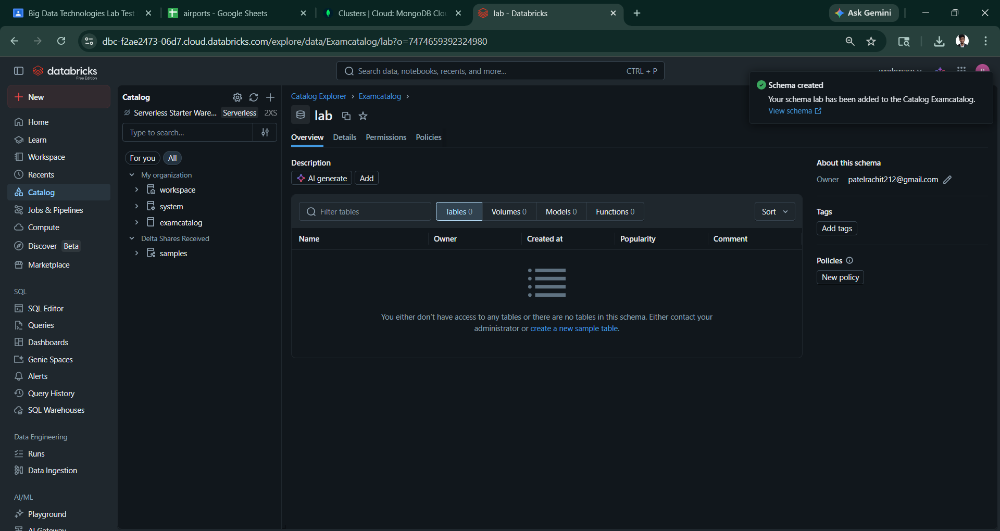 Big Data Technologies Lab Test
airports - Google Sheets
Clusters | Cloud: MongoDB Clou
lab - Databricks
Ask Gemini
dbc-f2ae2473-06d7.cloud.databricks.com/explore/data/Examcatalog/lab?o=7474659392324980
databricks
Free Edition
Search data, notebooks, recents, and more...
CTRL + P
workspace
Schema created
Your schema lab has been added to the Catalog Examcatalog.
View schema
New
Home
Learn
Workspace
Recents
Catalog
Jobs & Pipelines
Compute
Discover Beta
Marketplace
SQL
SQL Editor
Queries
Dashboards
Genie Spaces
Alerts
Query History
SQL Warehouses
Data Engineering
Runs
Data Ingestion
AI/ML
Playground
AI Gateway
Catalog
Serverless Starter Ware... Serverless 2XS
Type to search...
For you All
My organization
workspace
system
examcatalog
Delta Shares Received
samples
Catalog Explorer > Examcatalog >
lab
Overview Details Permissions Policies
Description
AI generate Add
Filter tables
Tables 0 Volumes 0 Models 0 Functions 0
Sort
Name Owner Created at Popularity Comment
You either don't have access to any tables or there are no tables in this schema. Either contact your
administrator or create a new sample table.
About this schema
Owner patelrachit212@gmail.com
Tags
Add tags
Policies
New policy